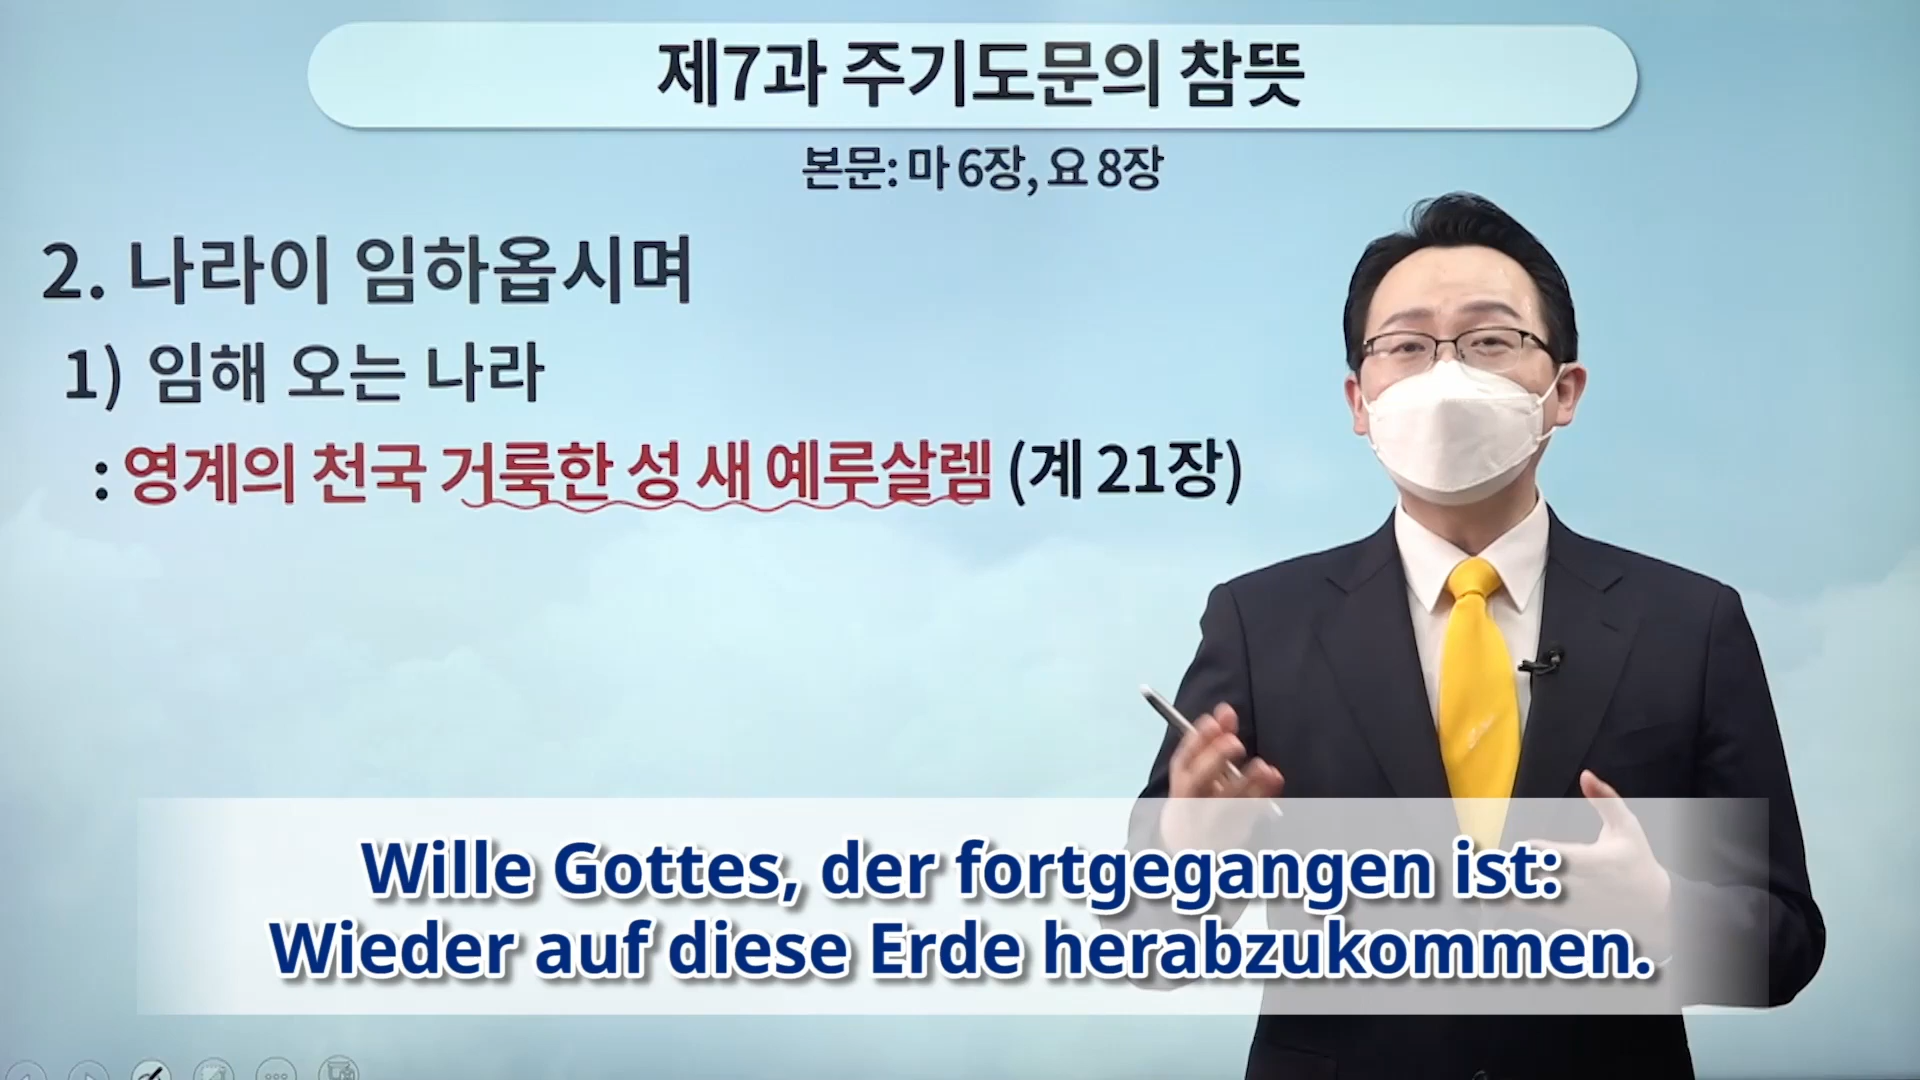 제7과 주기도문의 참뜻
본문: 마 6장, 요 8장
2. 나라이 임하옵시며
1) 임해 오는 나라
: 영계의 천국 거룩한 성 새 예루살렘 (계 21장)
Wille Gottes, der fortgegangen ist:
Wieder auf diese Erde herabzukommen.